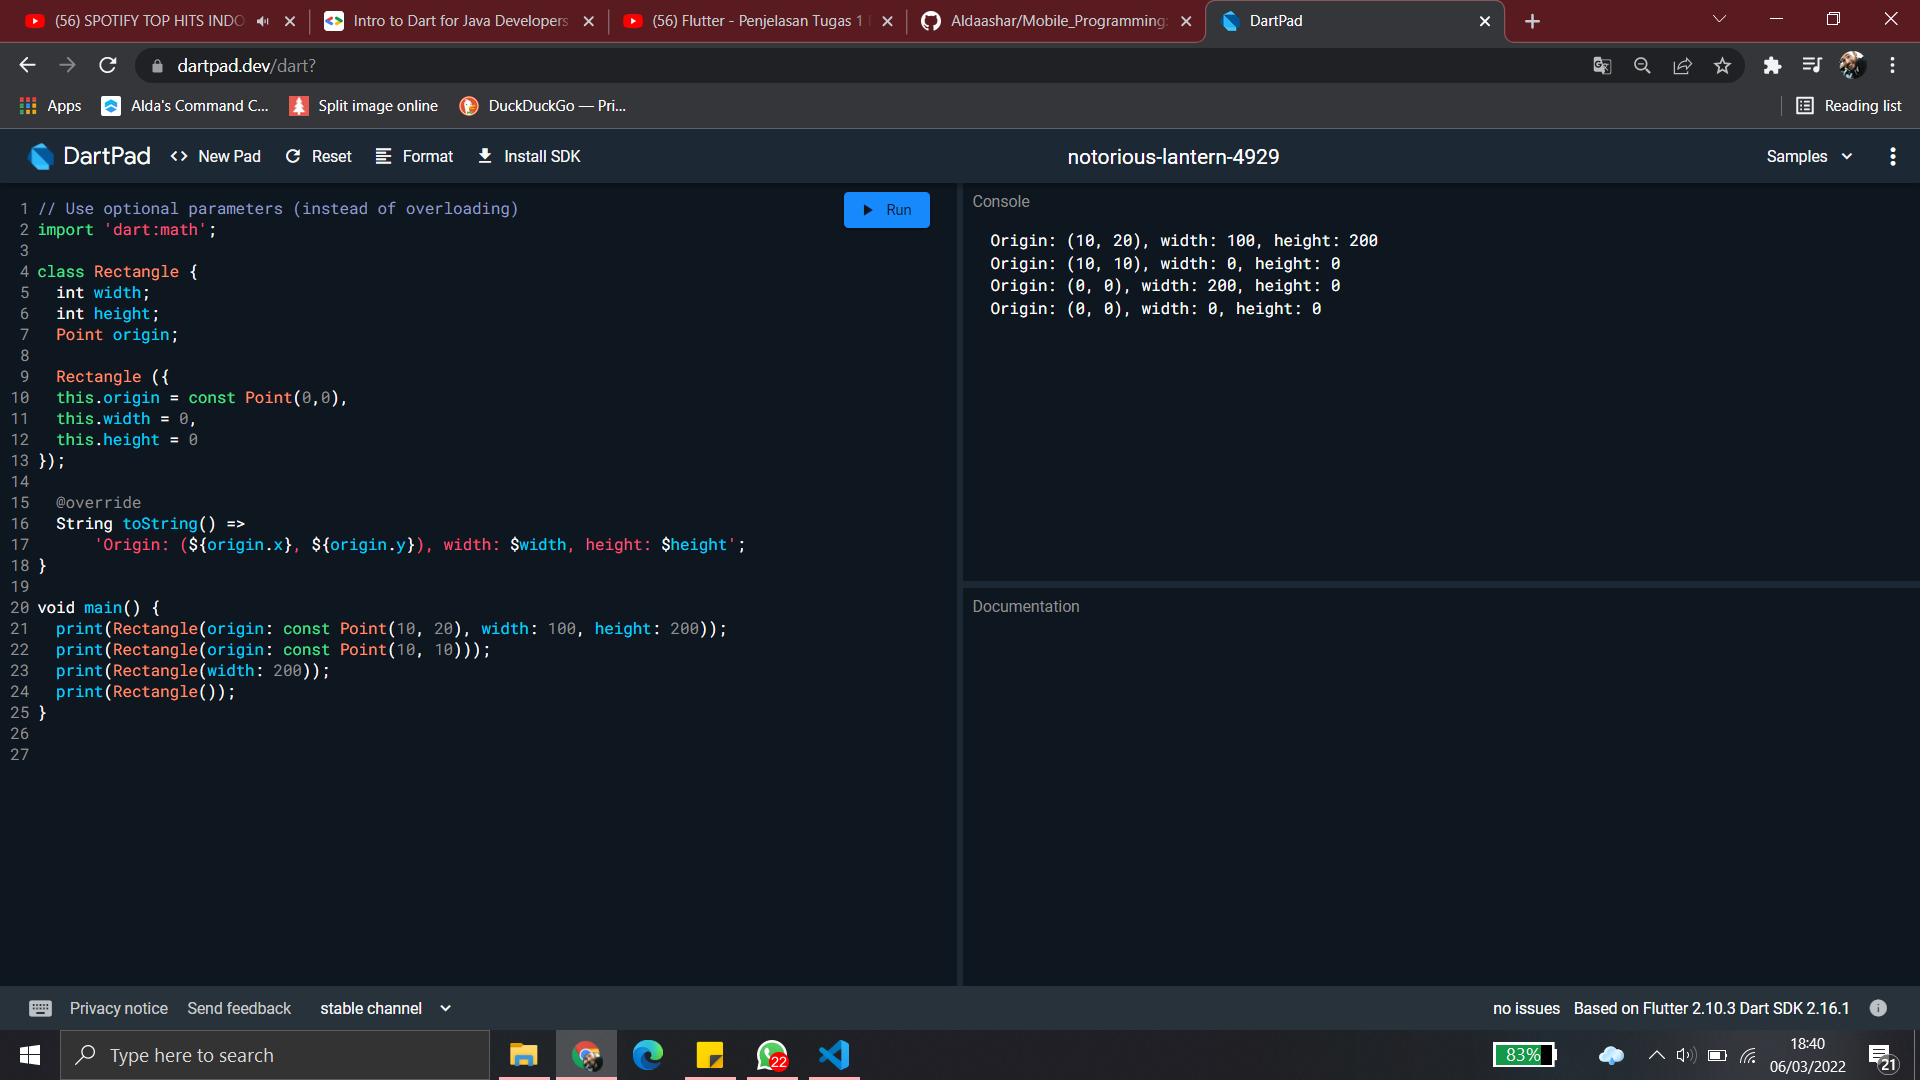 (56) SPOTIFY TOP HITS INDO
Intro to Dart for Java Developers
(56) Flutter - Penjelasan Tugas 1
Aldaashar/Mobile_Programming:
DartPad
dartpad.dev/dart?
Apps
Alda's Command C...
Split image online
DuckDuckGo — Pri...
Reading list
DartPad
<> New Pad
Reset
Format
Install SDK
notorious-lantern-4929
Samples
Run
1 // Use optional parameters (instead of overloading)
2 import 'dart:math';
3
4 class Rectangle {
5   int width;
6   int height;
7   Point origin;
8
9   Rectangle ({
10   this.origin = const Point(0,0),
11   this.width = 0,
12   this.height = 0
13 });
14
15   @override
16   String toString() =>
17       'Origin: (${origin.x}, ${origin.y}), width: $width, height: $height';
18 }
19
20 void main() {
21   print(Rectangle(origin: const Point(10, 20), width: 100, height: 200));
22   print(Rectangle(origin: const Point(10, 10)));
23   print(Rectangle(width: 200));
24   print(Rectangle());
25 }
26
27
Console
Origin: (10, 20), width: 100, height: 200
Origin: (10, 10), width: 0, height: 0
Origin: (0, 0), width: 200, height: 0
Origin: (0, 0), width: 0, height: 0
Documentation
Privacy notice
Send feedback
stable channel
no issues
Based on Flutter 2.10.3 Dart SDK 2.16.1
Type here to search
22
83%
18:40
06/03/2022
21